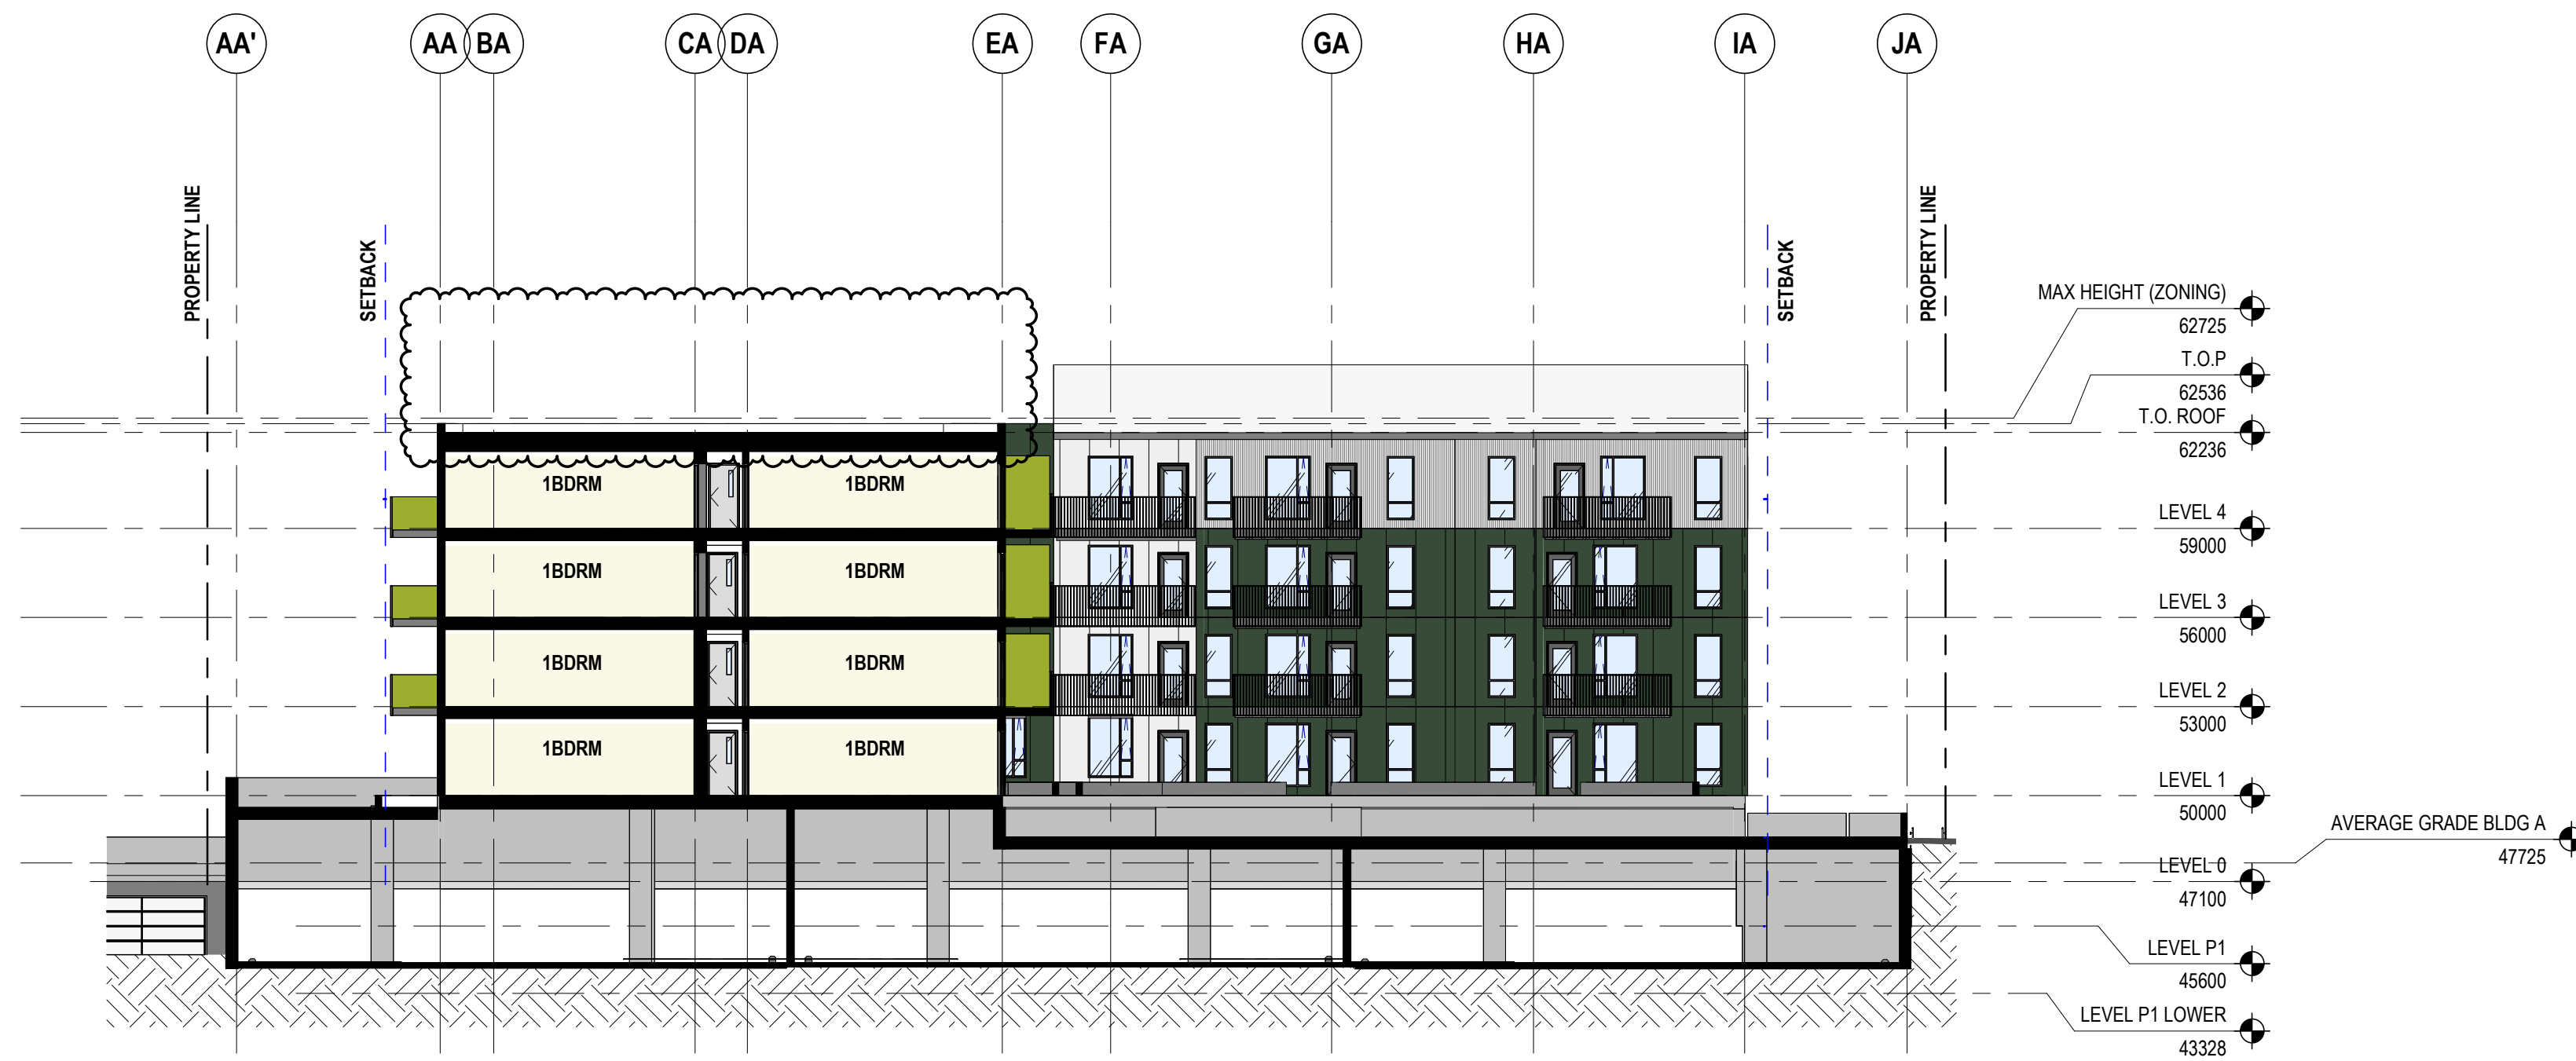 AA'
AA
BA
CA
DA
EA
FA
GA
HA
IA
JA
PROPERTY LINE
SETBACK
SETBACK
PROPERTY LINE
MAX HEIGHT (ZONING)
62725
T.O.P
62536
T.O. ROOF
62236
1BDRM
1BDRM
LEVEL 4
59000
1BDRM
1BDRM
LEVEL 3
56000
1BDRM
1BDRM
LEVEL 2
53000
1BDRM
1BDRM
LEVEL 1
50000
AVERAGE GRADE BLDG A
47725
LEVEL 0
47100
LEVEL P1
45600
LEVEL P1 LOWER
43328